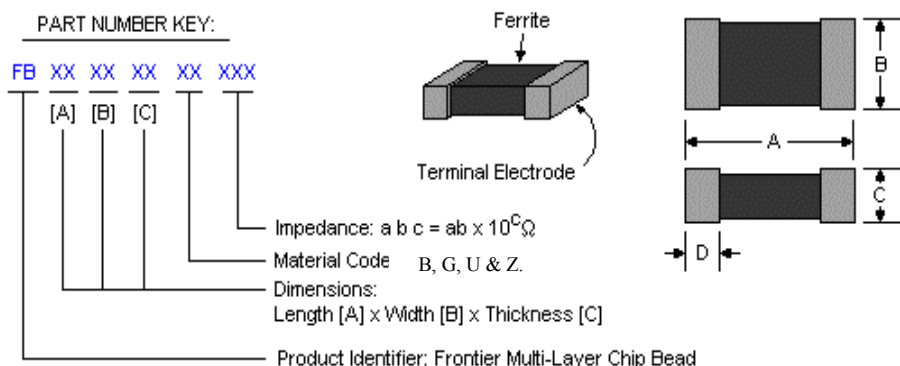 PART NUMBER KEY:
FB XX XX XX XX XXX
[A] [B] [C]
Impedance: a b c = ab x 10^CΩ
Material Code B, G, U & Z.
Dimensions:
Length [A] x Width [B] x Thickness [C]
Product Identifier: Frontier Multi-Layer Chip Bead
Ferrite
Terminal Electrode
B
A
C
D